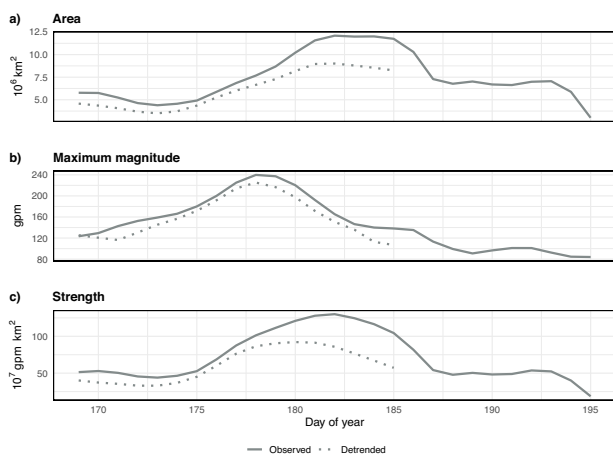 a) Area
12.5
10.0
7.5
5.0
10⁶ km²
b) Maximum magnitude
240
200
160
120
80
gpm
c) Strength
100
50
10⁷ gpm km²
170 175 180 185 190 195
Day of year
Observed Detrended